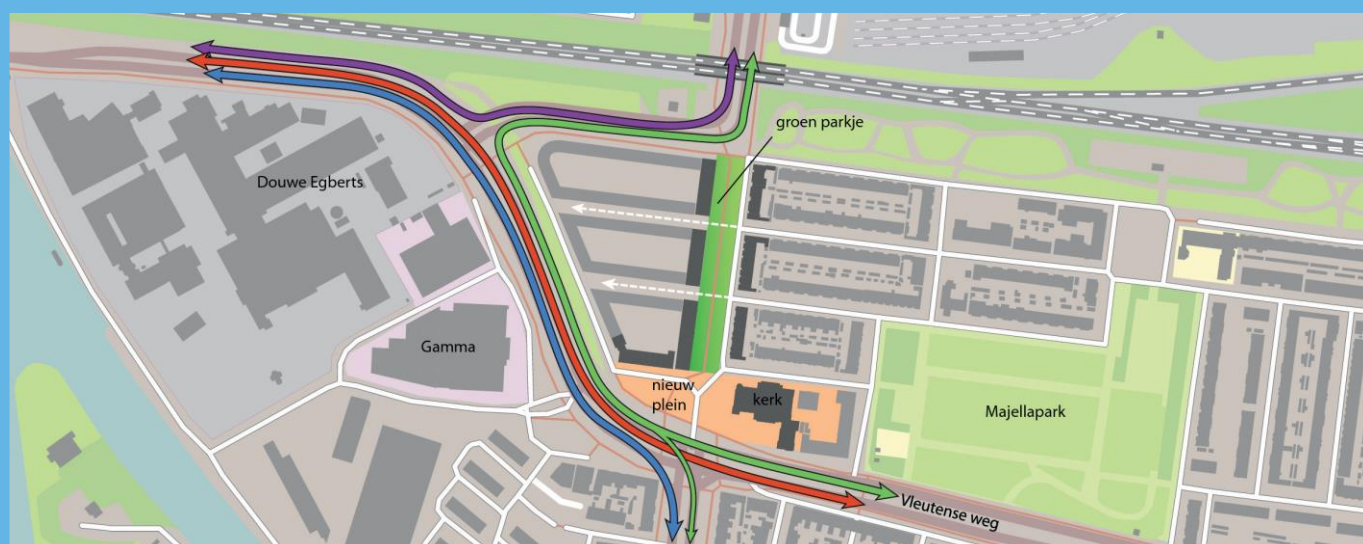 groen parkje
Douwe Egberts
Gamma
nieuw
plein
kerk
Majellapark
Vleutense weg